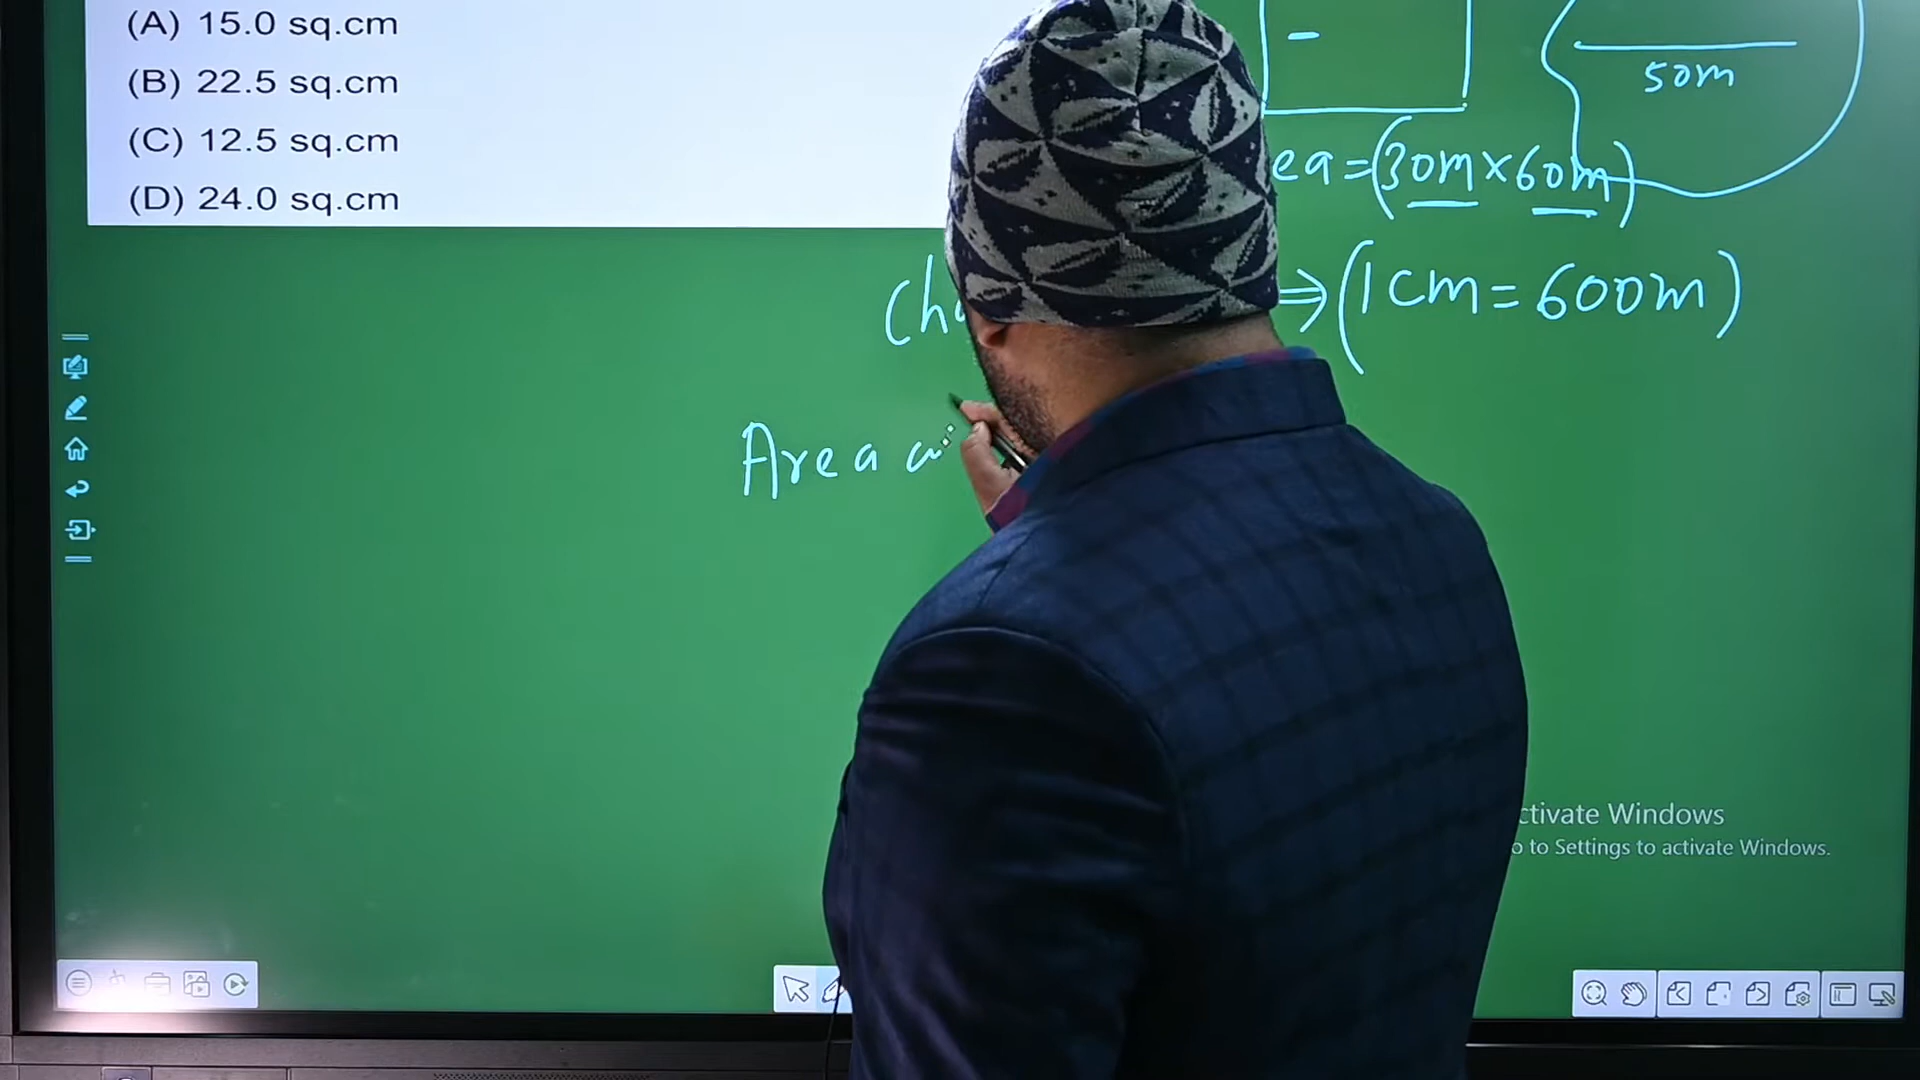 (A) 15.0 sq.cm
(B) 22.5 sq.cm
(C) 12.5 sq.cm
(D) 24.0 sq.cm
50m
ea=(30m×60m)
⇒(1cm=600m)
Area
ctivate Windows
o to Settings to activate Windows.